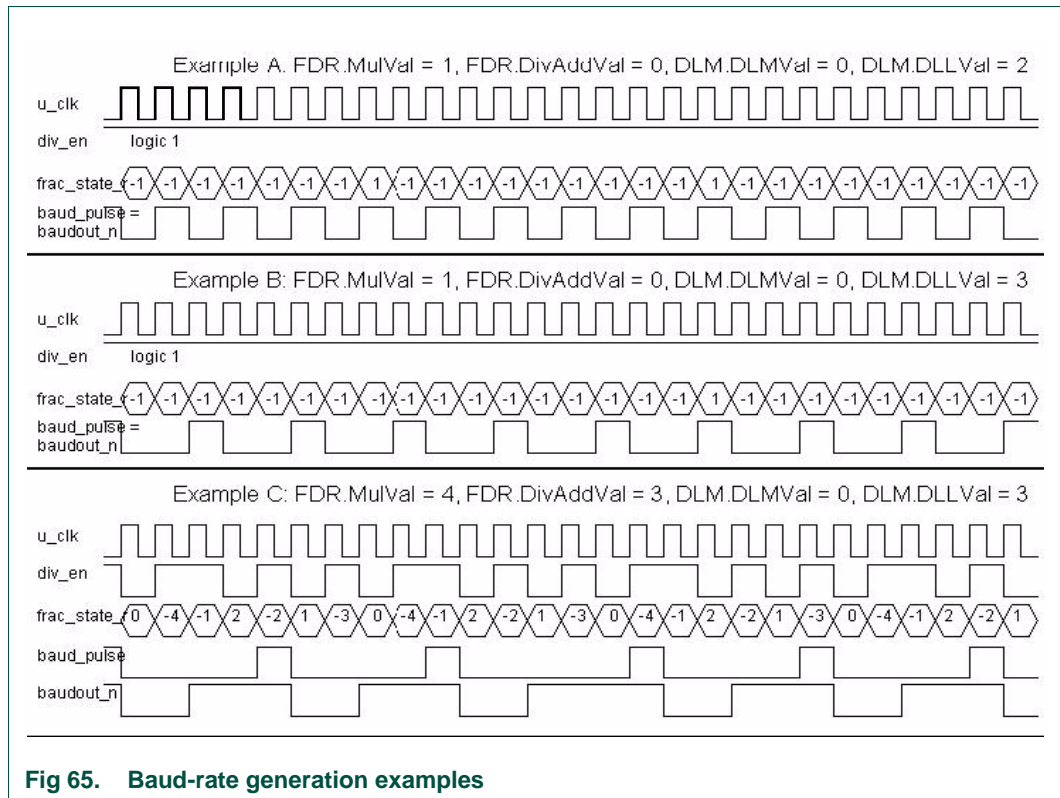 Example A. FDR.MulVal = 1, FDR.DivAddVal = 0, DLM.DLMVal = 0, DLM.DLLVal = 2
u_clk
div_en logic 1
frac_state_ -1 -1 -1 -1 -1 -1 -1 1 -1 -1 -1 -1 -1 -1 -1 -1 -1 1 -1 -1 -1 -1 -1 -1 -1 -1 -1
baud_pulse =
baudout_n
Example B: FDR.MulVal = 1, FDR.DivAddVal = 0, DLM.DLMVal = 0, DLM.DLLVal = 3
u_clk
div_en logic 1
frac_state_ -1 -1 -1 -1 -1 -1 -1 -1 -1 -1 -1 -1 -1 -1 -1 -1 -1 1 -1 -1 -1 -1 -1 -1 -1 -1 -1
baud_pulse =
baudout_n
Example C: FDR.MulVal = 4, FDR.DivAddVal = 3, DLM.DLMVal = 0, DLM.DLLVal = 3
u_clk
div_en
frac_state_ 0 -4 -1 2 -2 1 -3 0 -4 -1 2 -2 1 -3 0 -4 -1 2 -2 1 -3 0 -4 -1 2 -2 1
baud_pulse
baudout_n
Fig 65. Baud-rate generation examples